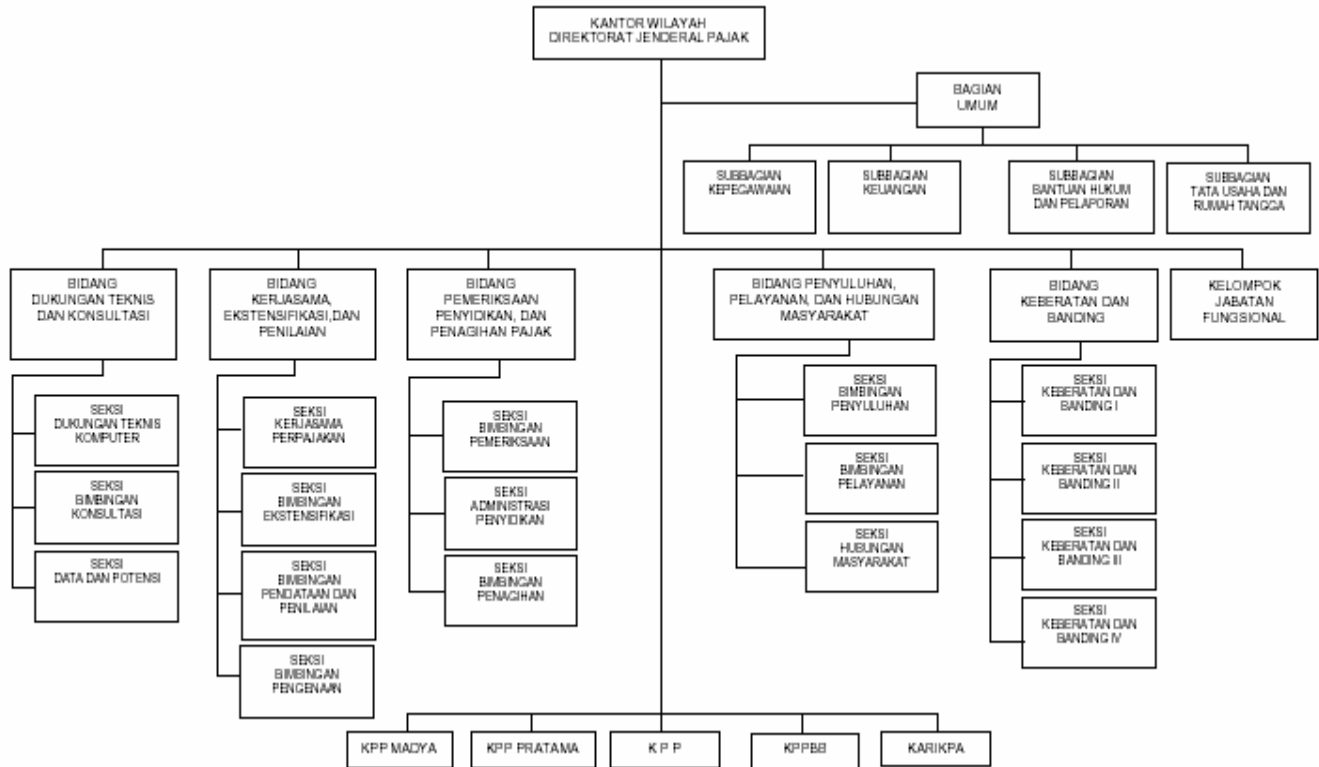 KANTOR WILAYAH
DIREKTORAT JENDERAL PAJAK
BAGIAN
UMUM
SUBBAGIAN
KEPEGAWAIAN
SUBBAGIAN
KEUANGAN
SUBBAGIAN
BANTUAN HUKUM
DAN PELAPORAN
SUBBAGIAN
TATA USAHA DAN
RUMAH TANGGA
BIDANG
DUKUNGAN TEKNIS
DAN KONSULTASI
BIDANG
KERJASAMA,
EKSTENSIFIKASI,DAN
PENILAIAN
BIDANG
PEMERIKSAAN
PENYIDIKAN, DAN
PENAGIHAN PAJAK
BIDANG PENYULUHAN,
PELAYANAN, DAN HUBUNGAN
MASYARAKAT
BIDANG
KEBERATAN DAN
BANDING
KELOMPOK
JABATAN
FUNGSIONAL
SEKSI
DUKUNGAN TEKNIS
KOMPUTER
SEKSI
BIMBINGAN
KONSULTASI
SEKSI
DATA DAN POTENSI
SEKSI
KERJASAMA
PERPAJAKAN
SEKSI
BIMBINGAN
EKSTENSIFIKASI
SEKSI
BIMBINGAN
PENDATAAN DAN
PENILAIAN
SEKSI
BIMBINGAN
PENGENAAN
SEKSI
BIMBINGAN
PEMERIKSAAN
SEKSI
ADMINISTRASI
PENYIDIKAN
SEKSI
BIMBINGAN
PENAGIHAN
SEKSI
BIMBINGAN
PENYULUHAN
SEKSI
BIMBINGAN
PELAYANAN
SEKSI
HUBUNGAN
MASYARAKAT
SEKSI
KEBERATAN DAN
BANDING I
SEKSI
KEBERATAN DAN
BANDING II
SEKSI
KEBERATAN DAN
BANDING III
SEKSI
KEBERATAN DAN
BANDING IV
KPP MADYA
KPP PRATAMA
K P P
KPPBB
KARIKPA